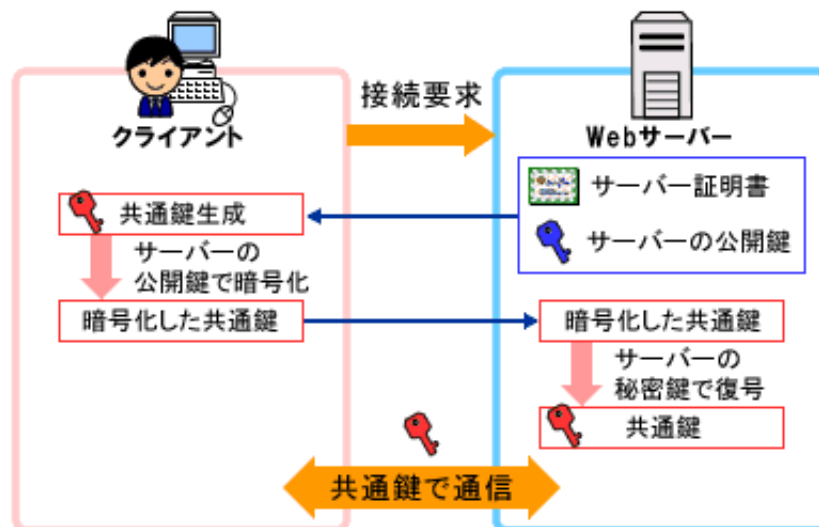 接続要求
クライアント
Webサーバー
サーバー証明書
共通鍵生成
サーバーの公開鍵
サーバーの
公開鍵で暗号化
暗号化した共通鍵
暗号化した共通鍵
サーバーの
秘密鍵で復号
共通鍵
共通鍵で通信